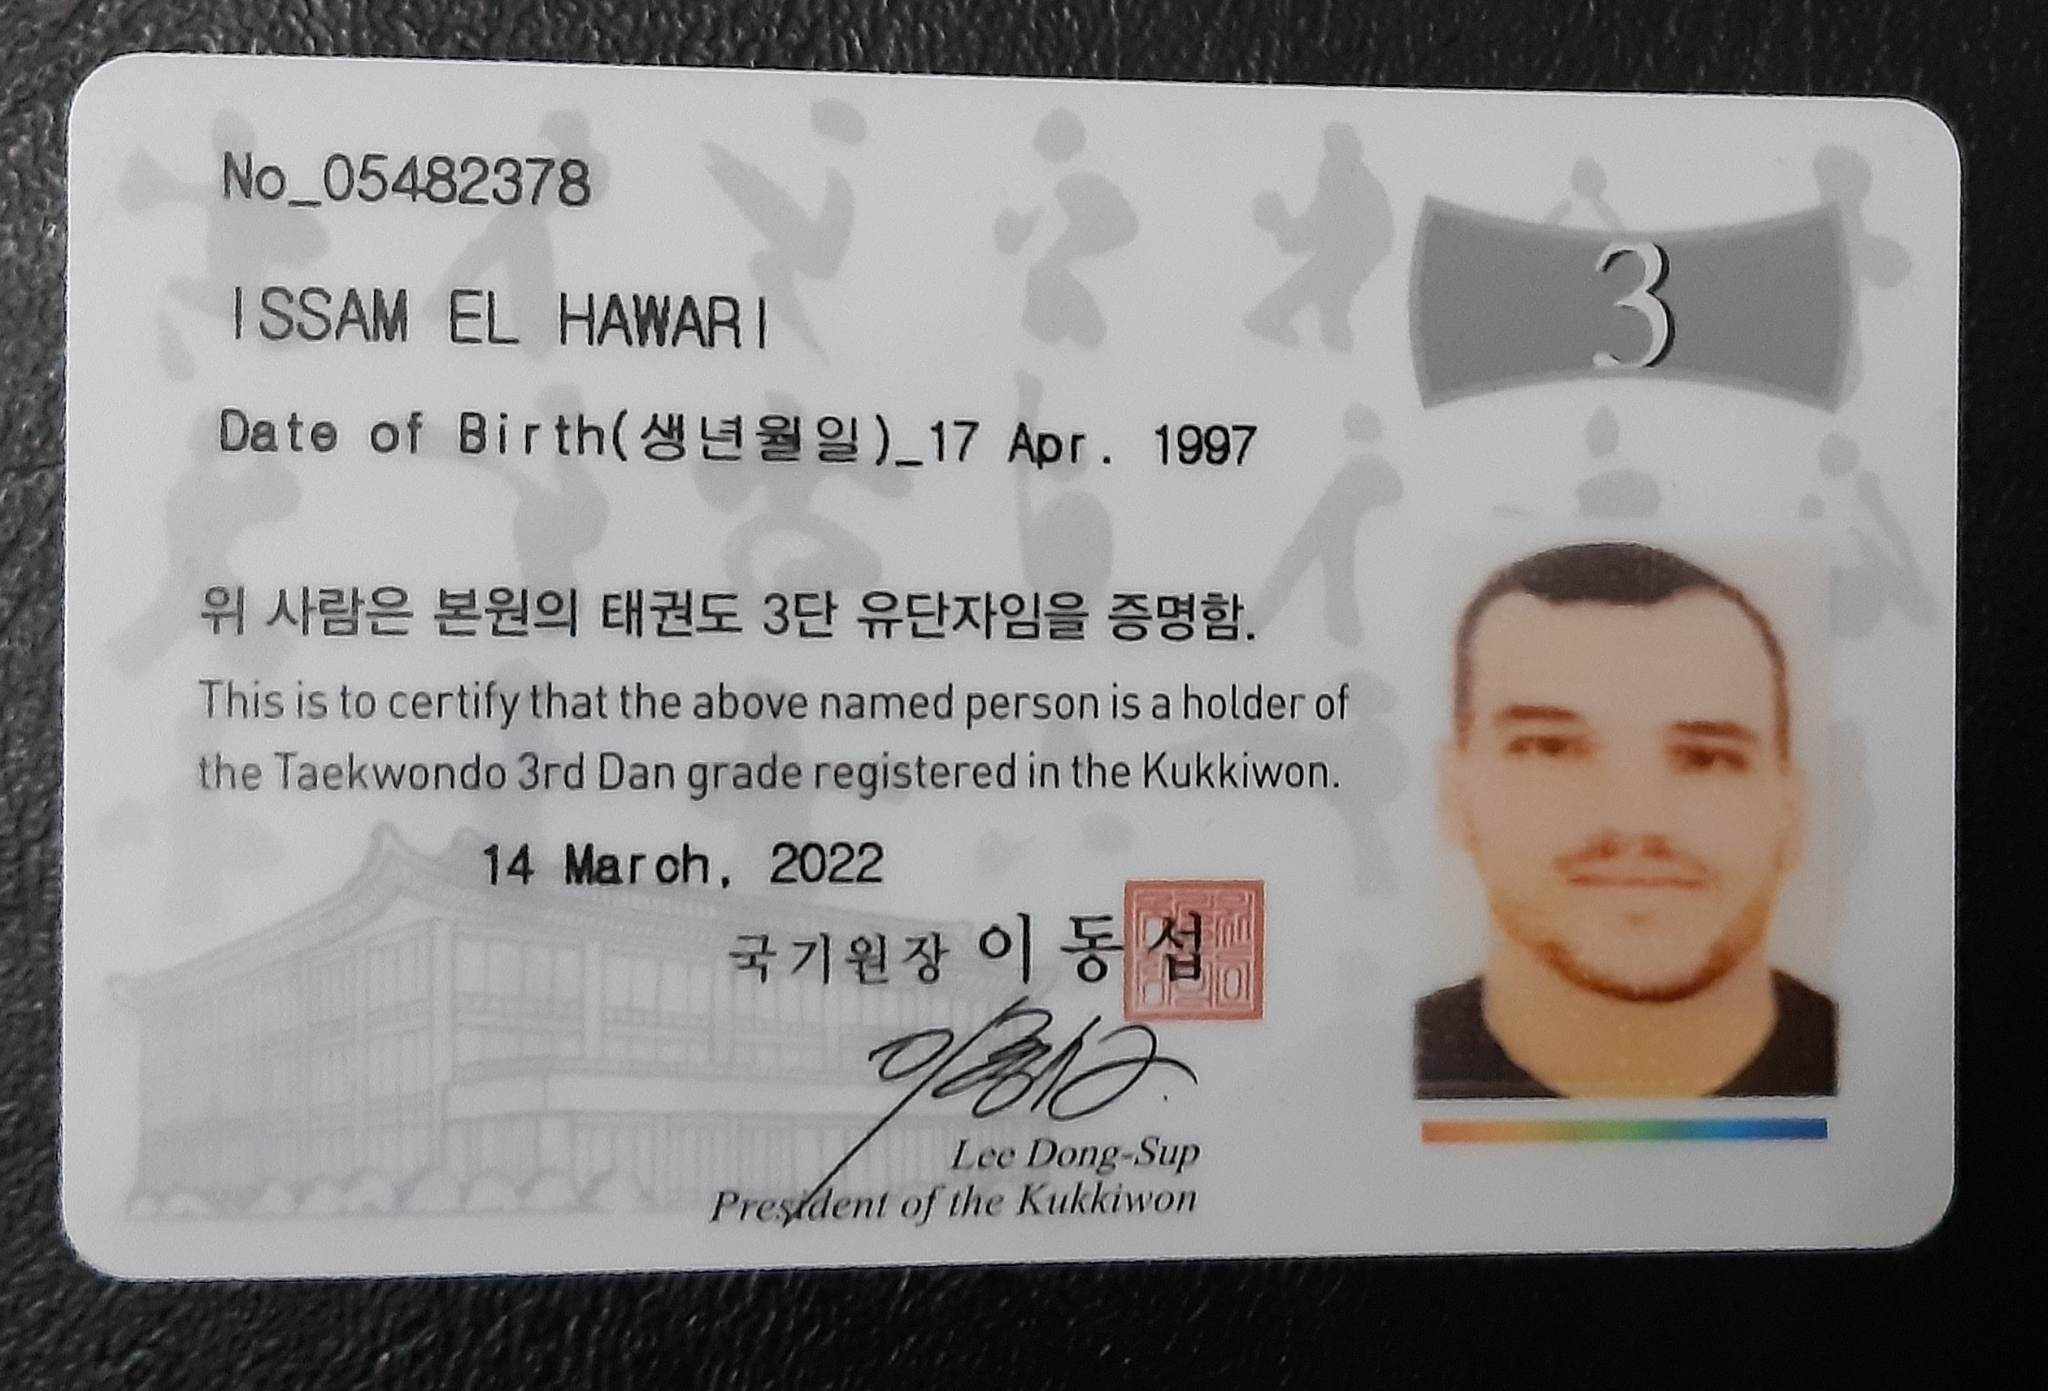 No_05482378
3
ISSAM EL HAWARI
Date of Birth(생년월일)_17 Apr. 1997
위 사람은 본원의 태권도 3단 유단자임을 증명함.
This is to certify that the above named person is a holder of
the Taekwondo 3rd Dan grade registered in the Kukkiwon.
14 March, 2022
국기원장 이동섭
Lee Dong-Sup
President of the Kukkiwon